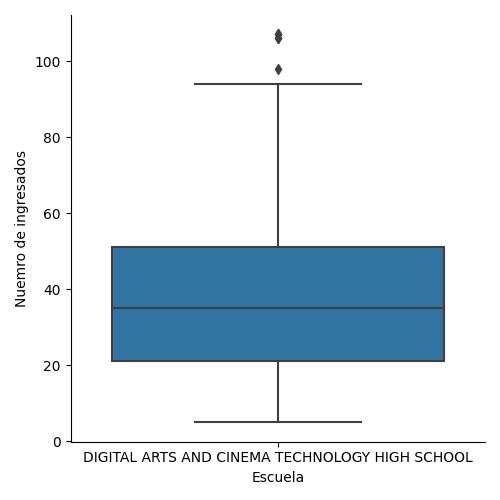 100
80
60
40
20
0
Nuemro de ingresados
DIGITAL ARTS AND CINEMA TECHNOLOGY HIGH SCHOOL
Escuela